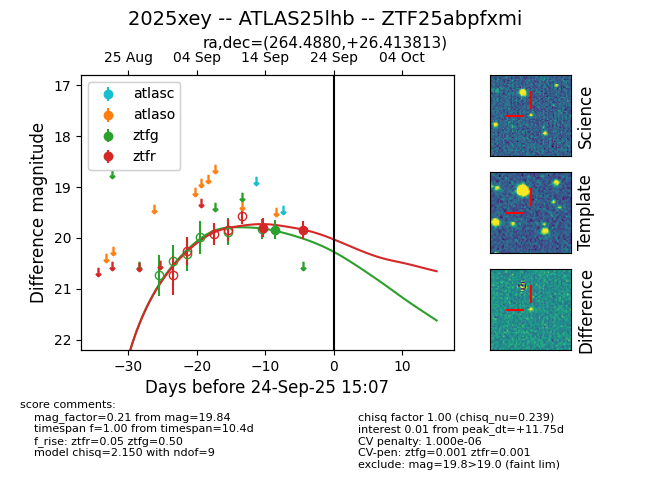 2025xey -- ATLAS25lhb -- ZTF25abpfxmi
ra,dec=(264.4880,+26.413813)
25 Aug 04 Sep 14 Sep 24 Sep 04 Oct
atlasc
atlaso
ztfg
ztfr
17
18
19
20
21
22
Difference magnitude
−30 −20 −10 0 10
Days before 24-Sep-25 15:07
Science
Template
Difference
score comments:
mag_factor=0.21 from mag=19.84
timespan f=1.00 from timespan=10.4d
f_rise: ztfr=0.05 ztfg=0.50
model chisq=2.150 with ndof=9
chisq factor 1.00 (chisq_nu=0.239)
interest 0.01 from peak_dt=+11.75d
CV penalty: 1.000e-06
CV-pen: ztfg=0.001 ztfr=0.001
exclude: mag=19.8>19.0 (faint lim)